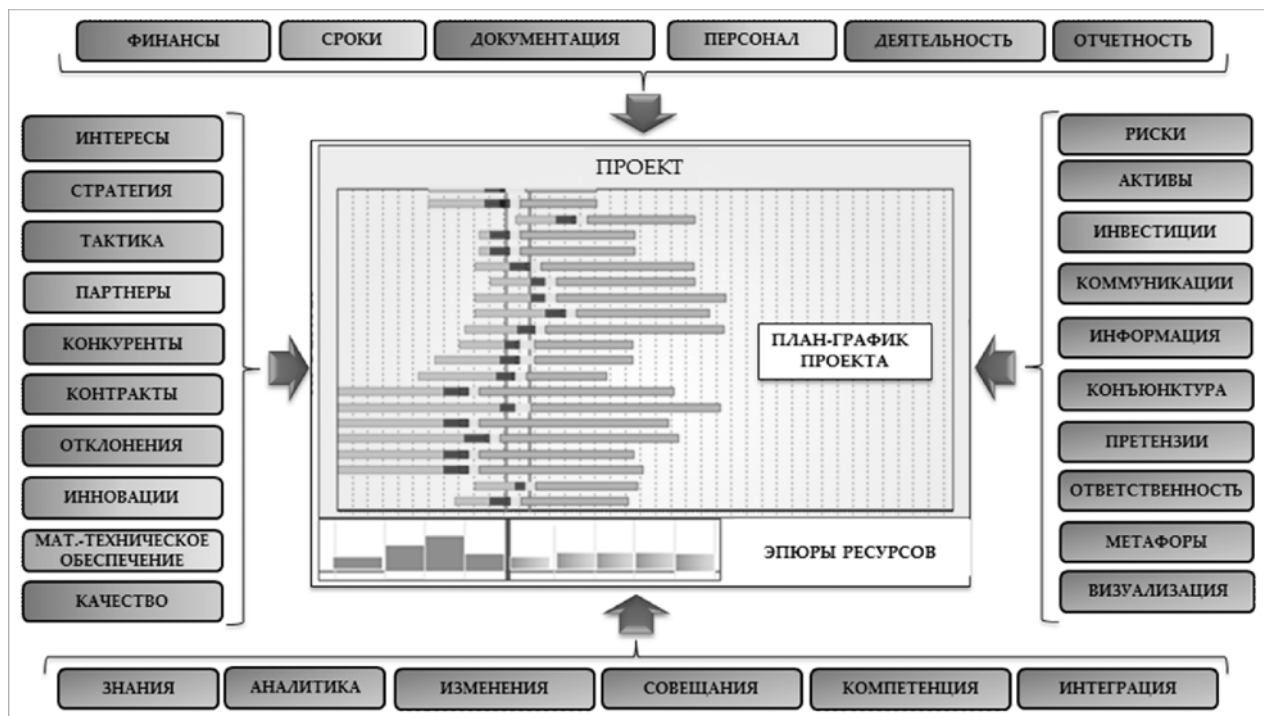 ФИНАНСЫ
СРОКИ
ДОКУМЕНТАЦИЯ
ПЕРСОНАЛ
ДЕЯТЕЛЬНОСТЬ
ОТЧЕТНОСТЬ
ИНТЕРЕСЫ
СТРАТЕГИЯ
ТАКТИКА
ПАРТНЕРЫ
КОНКУРЕНТЫ
КОНТРАКТЫ
ОТКЛОНЕНИЯ
ИННОВАЦИИ
МАТ.-ТЕХНИЧЕСКОЕ
ОБЕСПЕЧЕНИЕ
КАЧЕСТВО
ПРОЕКТ
ПЛАН-ГРАФИК
ПРОЕКТА
ЭПЮРЫ РЕСУРСОВ
РИСКИ
АКТИВЫ
ИНВЕСТИЦИИ
КОММУНИКАЦИИ
ИНФОРМАЦИЯ
КОНЪЮНКТУРА
ПРЕТЕНЗИИ
ОТВЕТСТВЕННОСТЬ
МЕТАФОРЫ
ВИЗУАЛИЗАЦИЯ
ЗНАНИЯ
АНАЛИТИКА
ИЗМЕНЕНИЯ
СОВЕЩАНИЯ
КОМПЕТЕНЦИЯ
ИНТЕГРАЦИЯ